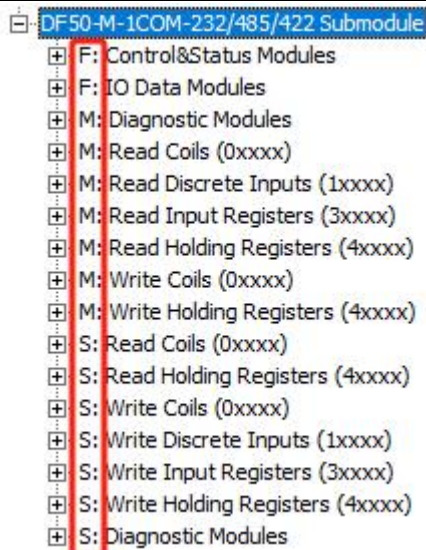 DF50-M-1COM-232/485/422 Submodule
F: Control&Status Modules
F: IO Data Modules
M: Diagnostic Modules
M: Read Coils (0xxxx)
M: Read Discrete Inputs (1xxxx)
M: Read Input Registers (3xxxx)
M: Read Holding Registers (4xxxx)
M: Write Coils (0xxxx)
M: Write Holding Registers (4xxxx)
S: Read Coils (0xxxx)
S: Read Holding Registers (4xxxx)
S: Write Coils (0xxxx)
S: Write Discrete Inputs (1xxxx)
S: Write Input Registers (3xxxx)
S: Write Holding Registers (4xxxx)
S: Diagnostic Modules